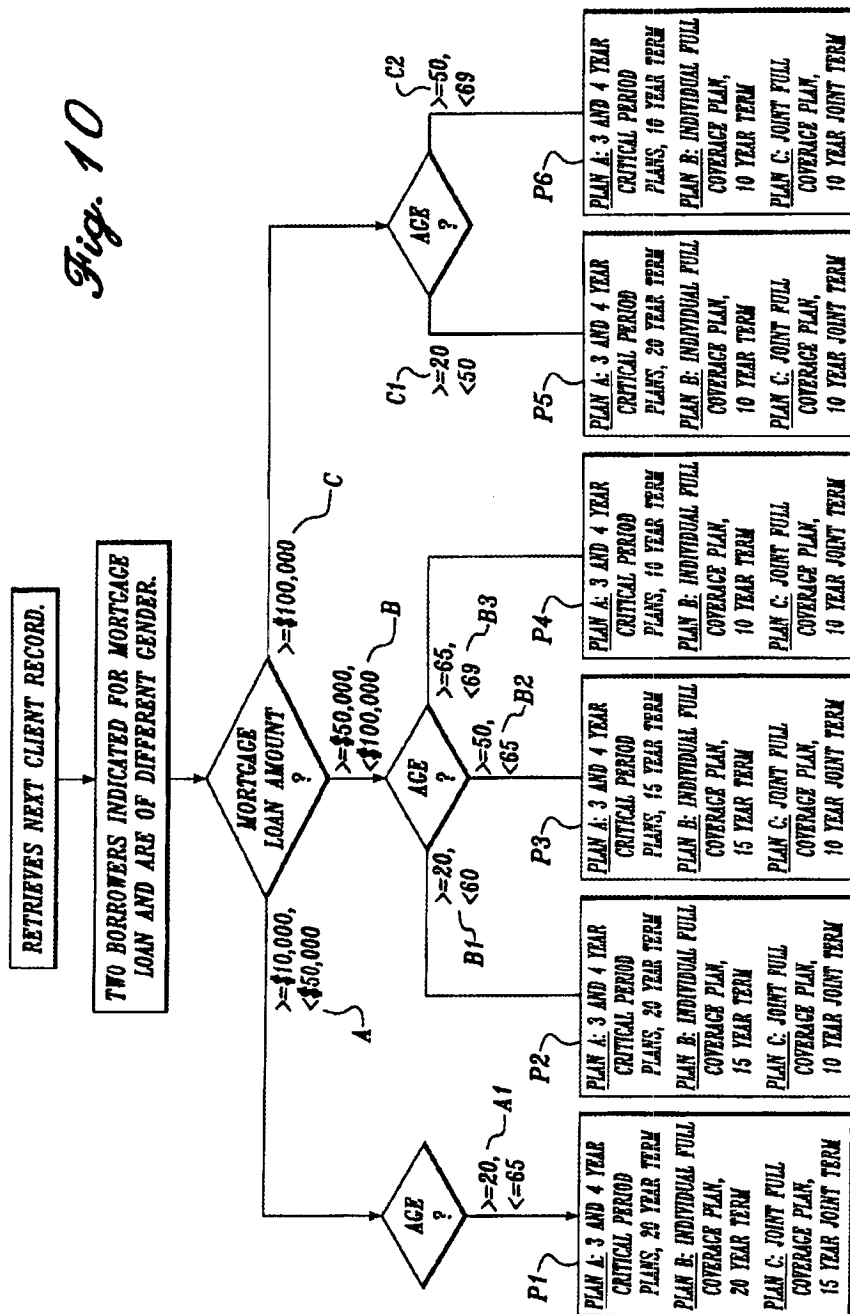 Fig. 10
RETRIEVES NEXT CLIENT RECORD.
TWO BORROWERS INDICATED FOR MORTGAGE
LOAN AND ARE OF DIFFERENT GENDER.
MORTGAGE
LOAN AMOUNT
?
>=$10,000,
<$50,000
A
>=$50,000,
<$100,000
B
>=$100,000
C
AGE
?
>=20,
<=65
A1
AGE
?
>=20,
<60
B1
>=50,
<65
B2
>=65,
<69
B3
AGE
?
>=20
<50
C1
>=50,
<69
C2
P1
PLAN A: 3 AND 4 YEAR
CRITICAL PERIOD
PLANS, 20 YEAR TERM
PLAN B: INDIVIDUAL FULL
COVERAGE PLAN,
20 YEAR TERM
PLAN C: JOINT FULL
COVERAGE PLAN,
15 YEAR JOINT TERM
P2
PLAN A: 3 AND 4 YEAR
CRITICAL PERIOD
PLANS, 20 YEAR TERM
PLAN B: INDIVIDUAL FULL
COVERAGE PLAN,
15 YEAR TERM
PLAN C: JOINT FULL
COVERAGE PLAN,
10 YEAR JOINT TERM
P3
PLAN A: 3 AND 4 YEAR
CRITICAL PERIOD
PLANS, 15 YEAR TERM
PLAN B: INDIVIDUAL FULL
COVERAGE PLAN,
15 YEAR TERM
PLAN C: JOINT FULL
COVERAGE PLAN,
10 YEAR JOINT TERM
P4
PLAN A: 3 AND 4 YEAR
CRITICAL PERIOD
PLANS, 10 YEAR TERM
PLAN B: INDIVIDUAL FULL
COVERAGE PLAN,
10 YEAR TERM
PLAN C: JOINT FULL
COVERAGE PLAN,
10 YEAR JOINT TERM
P5
PLAN A: 3 AND 4 YEAR
CRITICAL PERIOD
PLANS, 20 YEAR TERM
PLAN B: INDIVIDUAL FULL
COVERAGE PLAN,
10 YEAR TERM
PLAN C: JOINT FULL
COVERAGE PLAN,
10 YEAR JOINT TERM
P6
PLAN A: 3 AND 4 YEAR
CRITICAL PERIOD
PLANS, 10 YEAR TERM
PLAN B: INDIVIDUAL FULL
COVERAGE PLAN,
10 YEAR TERM
PLAN C: JOINT FULL
COVERAGE PLAN,
10 YEAR JOINT TERM